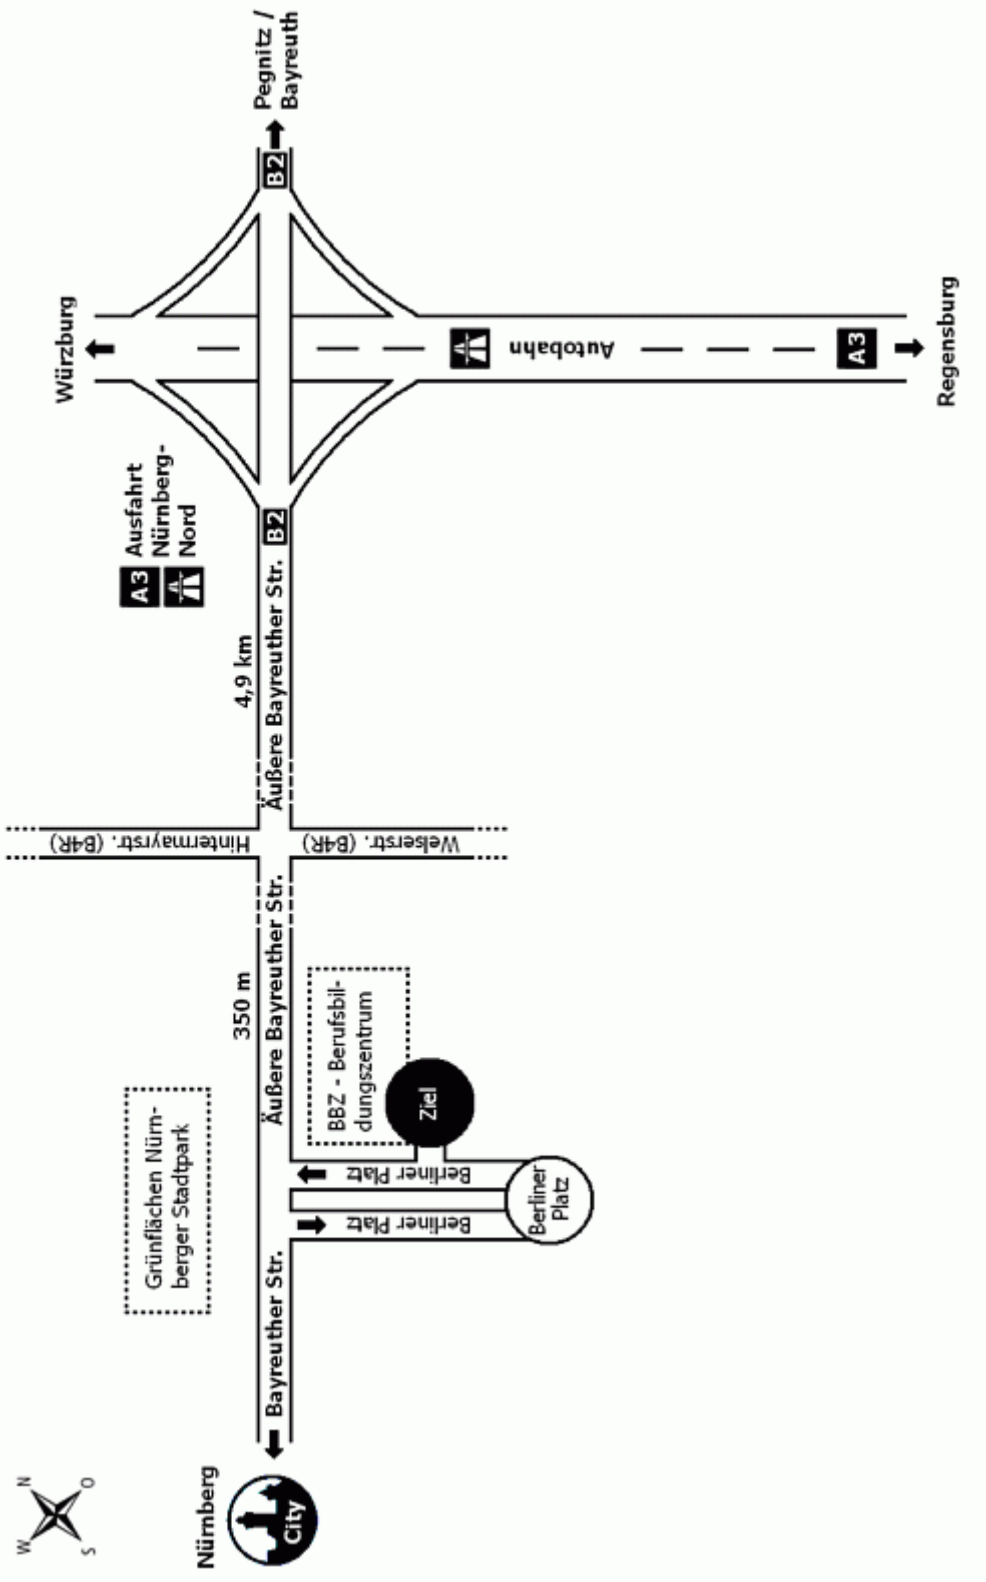 W
N
S
O
Nürnberg
City
Bayreuther Str.
Grünflächen Nürn-
berger Stadtpark
Berliner Platz
Berliner Platz
Berliner
Platz
Ziel
BBZ - Berufsbil-
dungszentrum
350 m
Äußere Bayreuther Str.
Hintermayrstr. (B4R)
Welserstr. (B4R)
4,9 km
Äußere Bayreuther Str.
B2
A3
Ausfahrt
Nürnberg-
Nord
Würzburg
Autobahn
A3
Regensburg
B2
Pegnitz /
Bayreuth